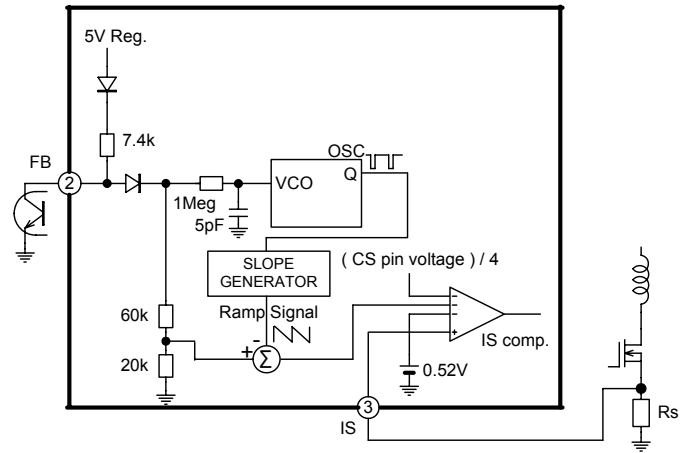 5V Reg.
7.4k
FB
2
OSC
VCO
Q
1Meg
5pF
SLOPE
GENERATOR
( CS pin voltage ) / 4
60k
Ramp Signal
-
+
Σ
20k
-
-
-
+
IS comp.
0.52V
3
IS
Rs